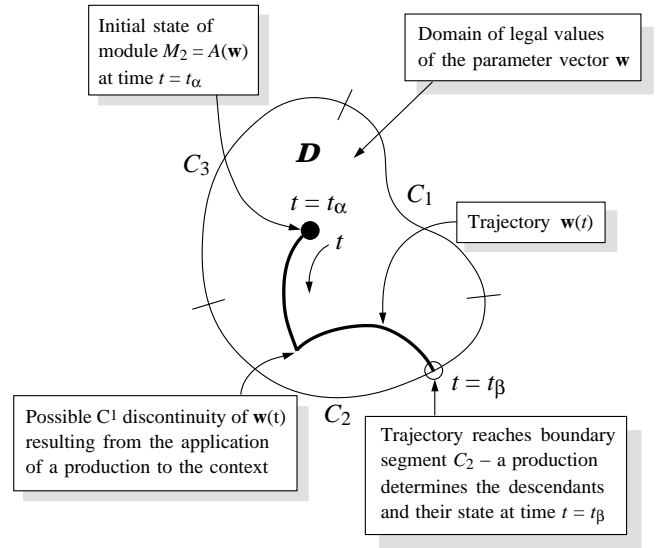 Initial state of
module M₂ = A(w)
at time t = tα
Domain of legal values
of the parameter vector w
C₃
D
C₁
t = tα
t
Trajectory w(t)
t = tβ
C₂
Possible C¹ discontinuity of w(t)
resulting from the application
of a production to the context
Trajectory reaches boundary
segment C₂ – a production
determines the descendants
and their state at time t = tβ